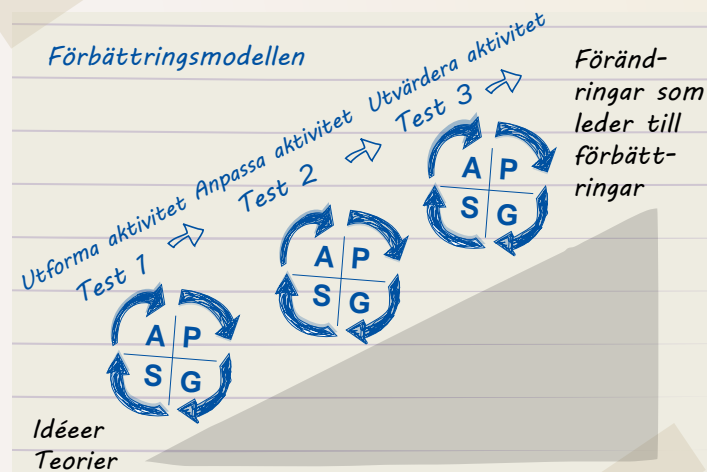 Förbättringsmodellen
Utforma aktivitet
Test 1
Anpassa aktivitet
Test 2
Utvärdera aktivitet
Test 3
Föränd-
ringar som
leder till
förbätt-
ringar
A P
S G
A P
S G
A P
S G
Idéeer
Teorier